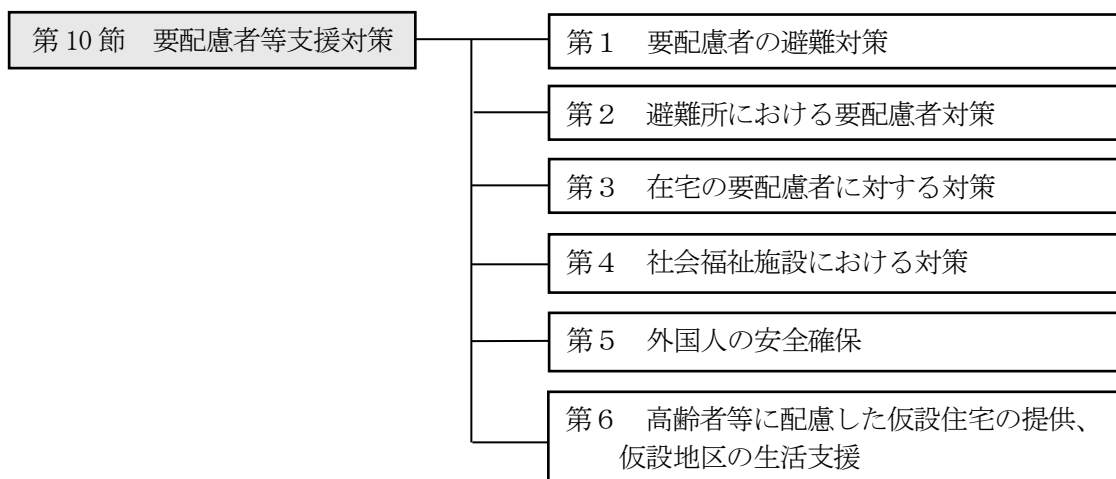 第10節　要配慮者等支援対策
第１　要配慮者の避難対策
第２　避難所における要配慮者対策
第３　在宅の要配慮者に対する対策
第４　社会福祉施設における対策
第５　外国人の安全確保
第６　高齢者等に配慮した仮設住宅の提供、
仮設地区の生活支援